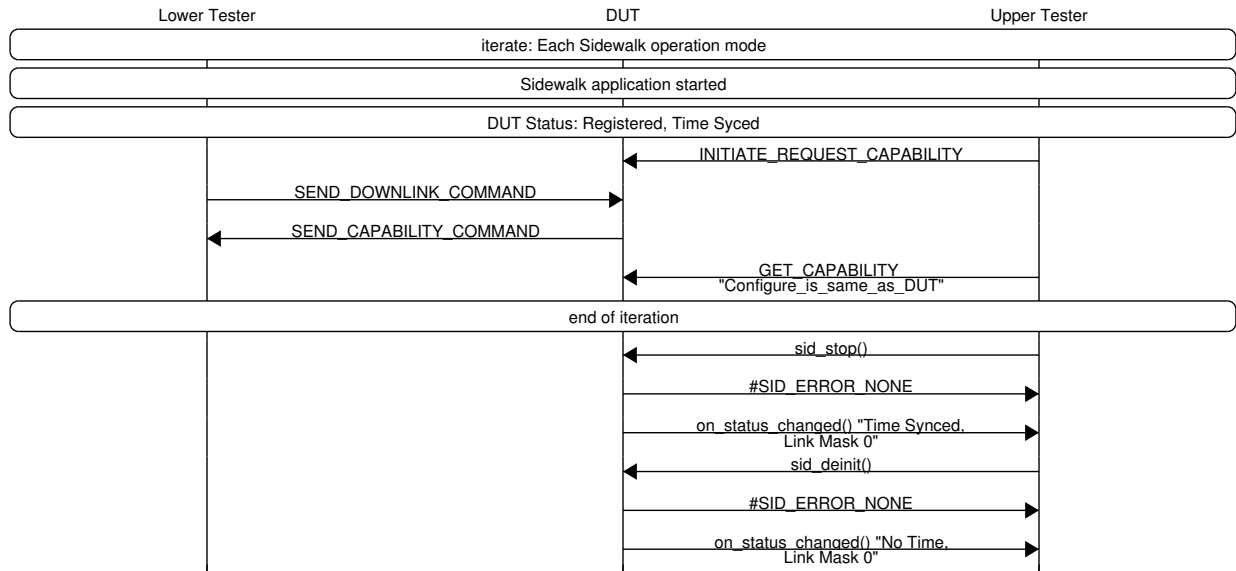 Lower Tester
DUT
Upper Tester
iterate: Each Sidewalk operation mode
Sidewalk application started
DUT Status: Registered, Time Syced
INITIATE_REQUEST_CAPABILITY
SEND_DOWNLINK_COMMAND
SEND_CAPABILITY_COMMAND
GET_CAPABILITY
"Configure_is_same_as_DUT"
end of iteration
sid_stop()
#SID_ERROR_NONE
on_status_changed() "Time Synced,
Link Mask 0"
sid_deinit()
#SID_ERROR_NONE
on_status_changed() "No Time,
Link Mask 0"